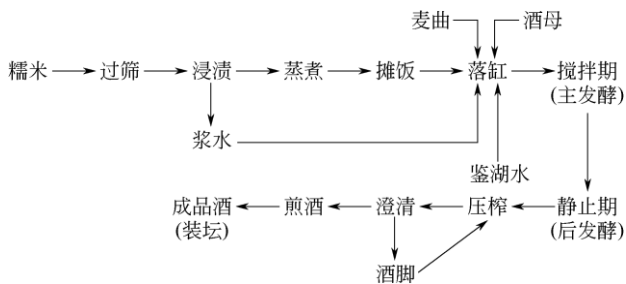 麦曲 酒母
糯米 过筛 浸渍 蒸煮 摊饭 落缸 搅拌期
(主发酵)
浆水
鉴湖水
成品酒 煎酒 澄清 压榨 静止期
(装坛) (后发酵)
酒脚